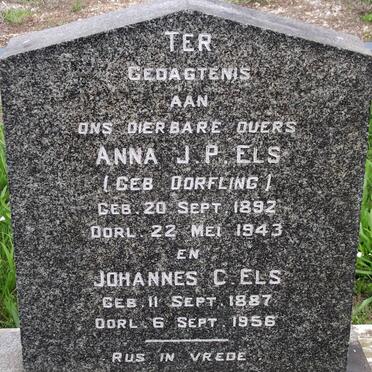 TER
GEDAGTENIS
AAN
ONS DIERBARE OUERS
ANNA J.P. ELS
(GEB DORFLING)
GEB. 20 SEPT. 1892
OORL. 22 MEI 1943
EN
JOHANNES C. ELS
GEB. 11 SEPT. 1887
OORL. 6 SEPT. 1956
RUS IN VREDE.